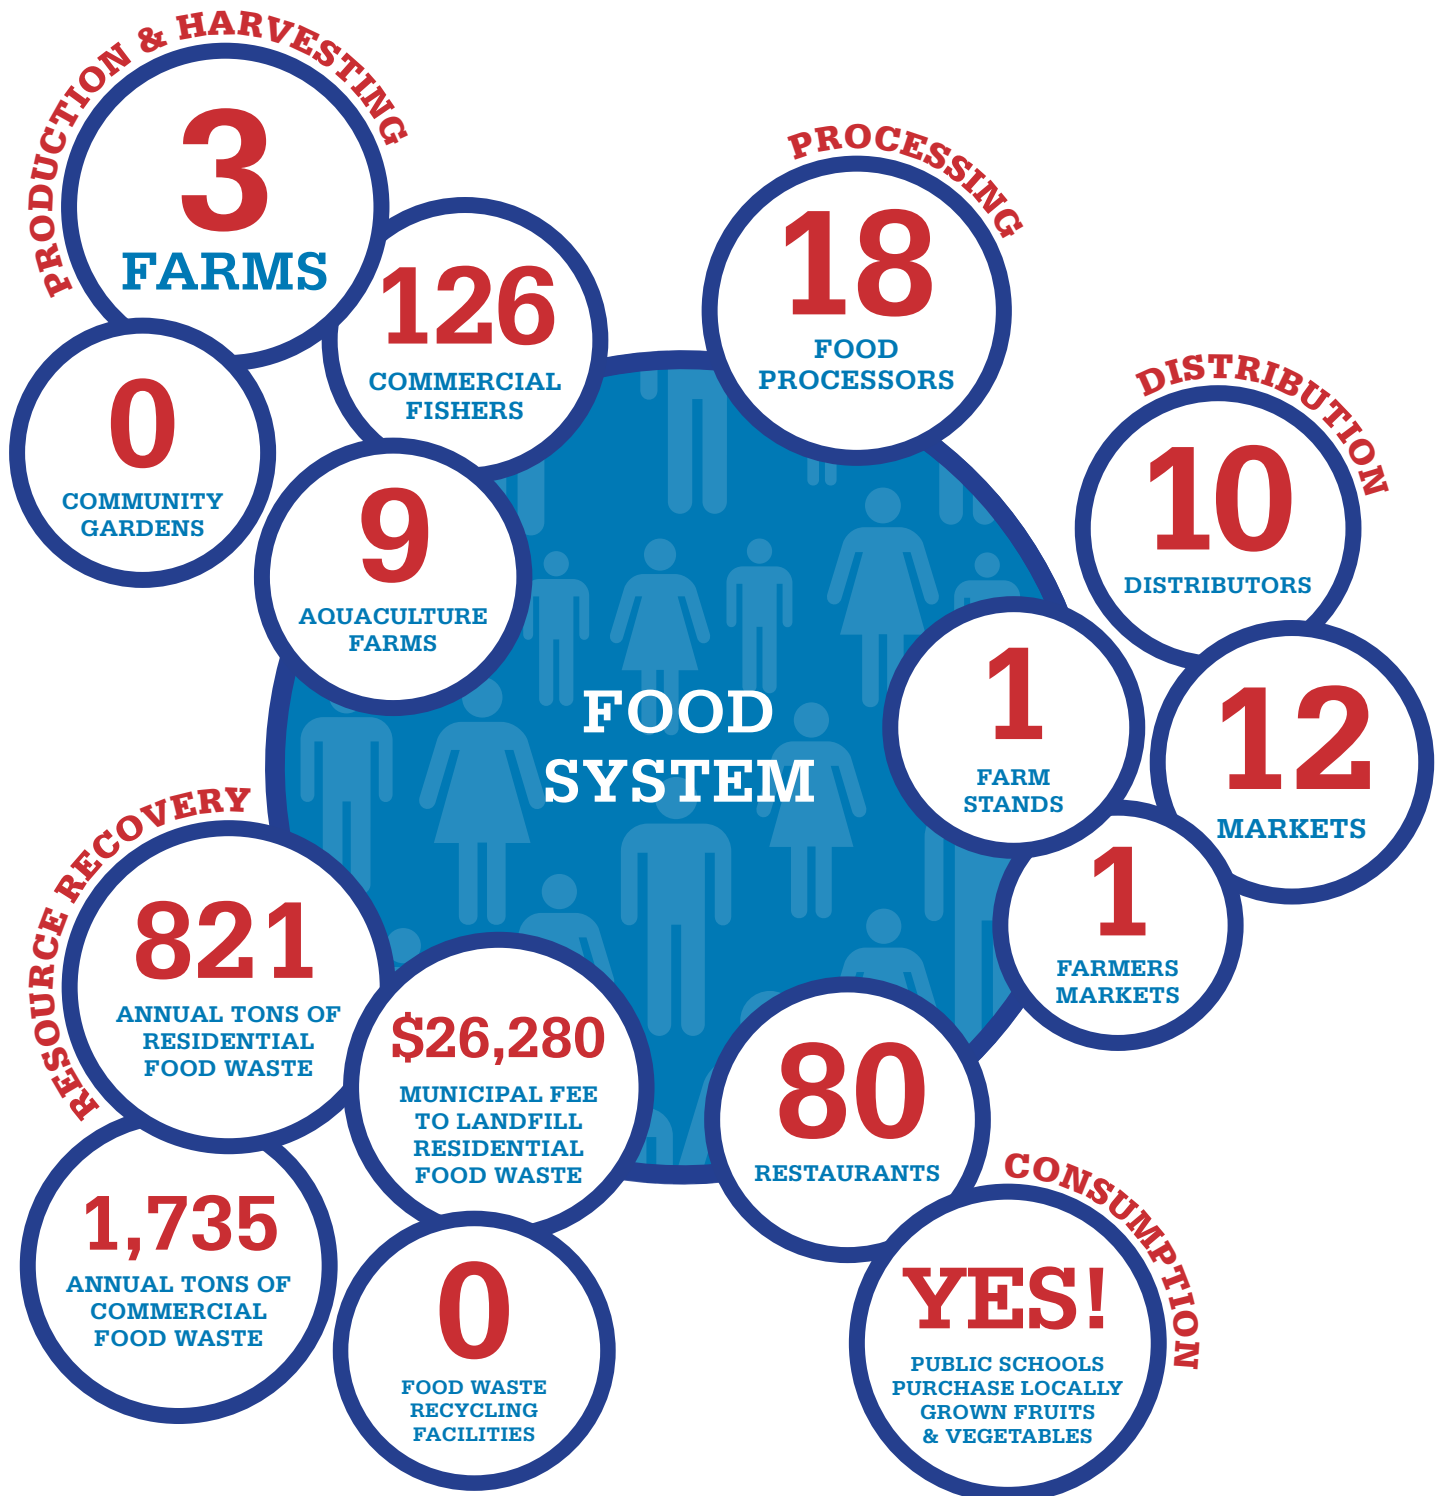 PRODUCTION & HARVESTING
3
FARMS
126
COMMERCIAL
FISHERS
0
COMMUNITY
GARDENS
9
AQUACULTURE
FARMS
PROCESSING
18
FOOD
PROCESSORS
DISTRIBUTION
10
DISTRIBUTORS
1
FARM
STANDS
12
MARKETS
1
FARMERS
MARKETS
FOOD
SYSTEM
RESOURCE RECOVERY
821
ANNUAL TONS OF
RESIDENTIAL
FOOD WASTE
$26,280
MUNICIPAL FEE
TO LANDFILL
RESIDENTIAL
FOOD WASTE
1,735
ANNUAL TONS OF
COMMERCIAL
FOOD WASTE
0
FOOD WASTE
RECYCLING
FACILITIES
80
RESTAURANTS
CONSUMPTION
YES!
PUBLIC SCHOOLS
PURCHASE LOCALLY
GROWN FRUITS
& VEGETABLES